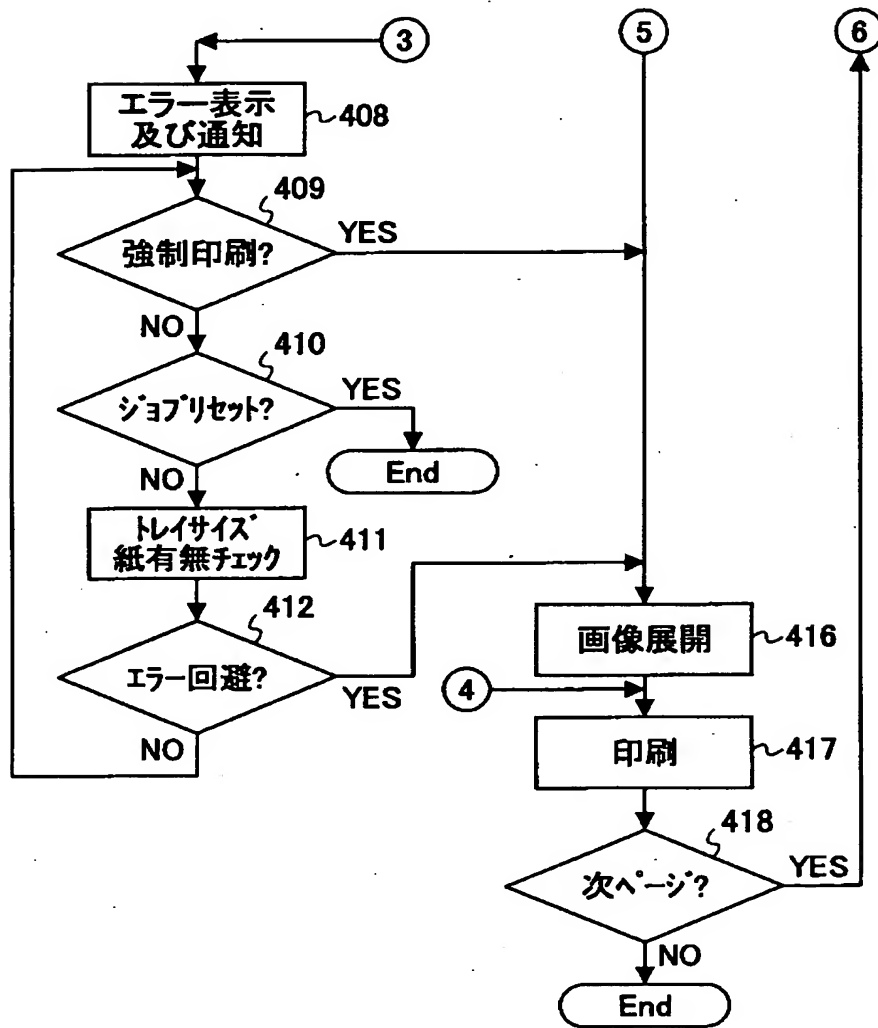 ③
⑤
⑥
エラー表示
及び通知
408
409
強制印刷?
YES
NO
410
ジョブリセット?
YES
End
NO
トレイサイズ
紙有無チェック
411
412
エラー回避?
YES
NO
画像展開
416
④
印刷
417
418
次ページ?
YES
NO
End